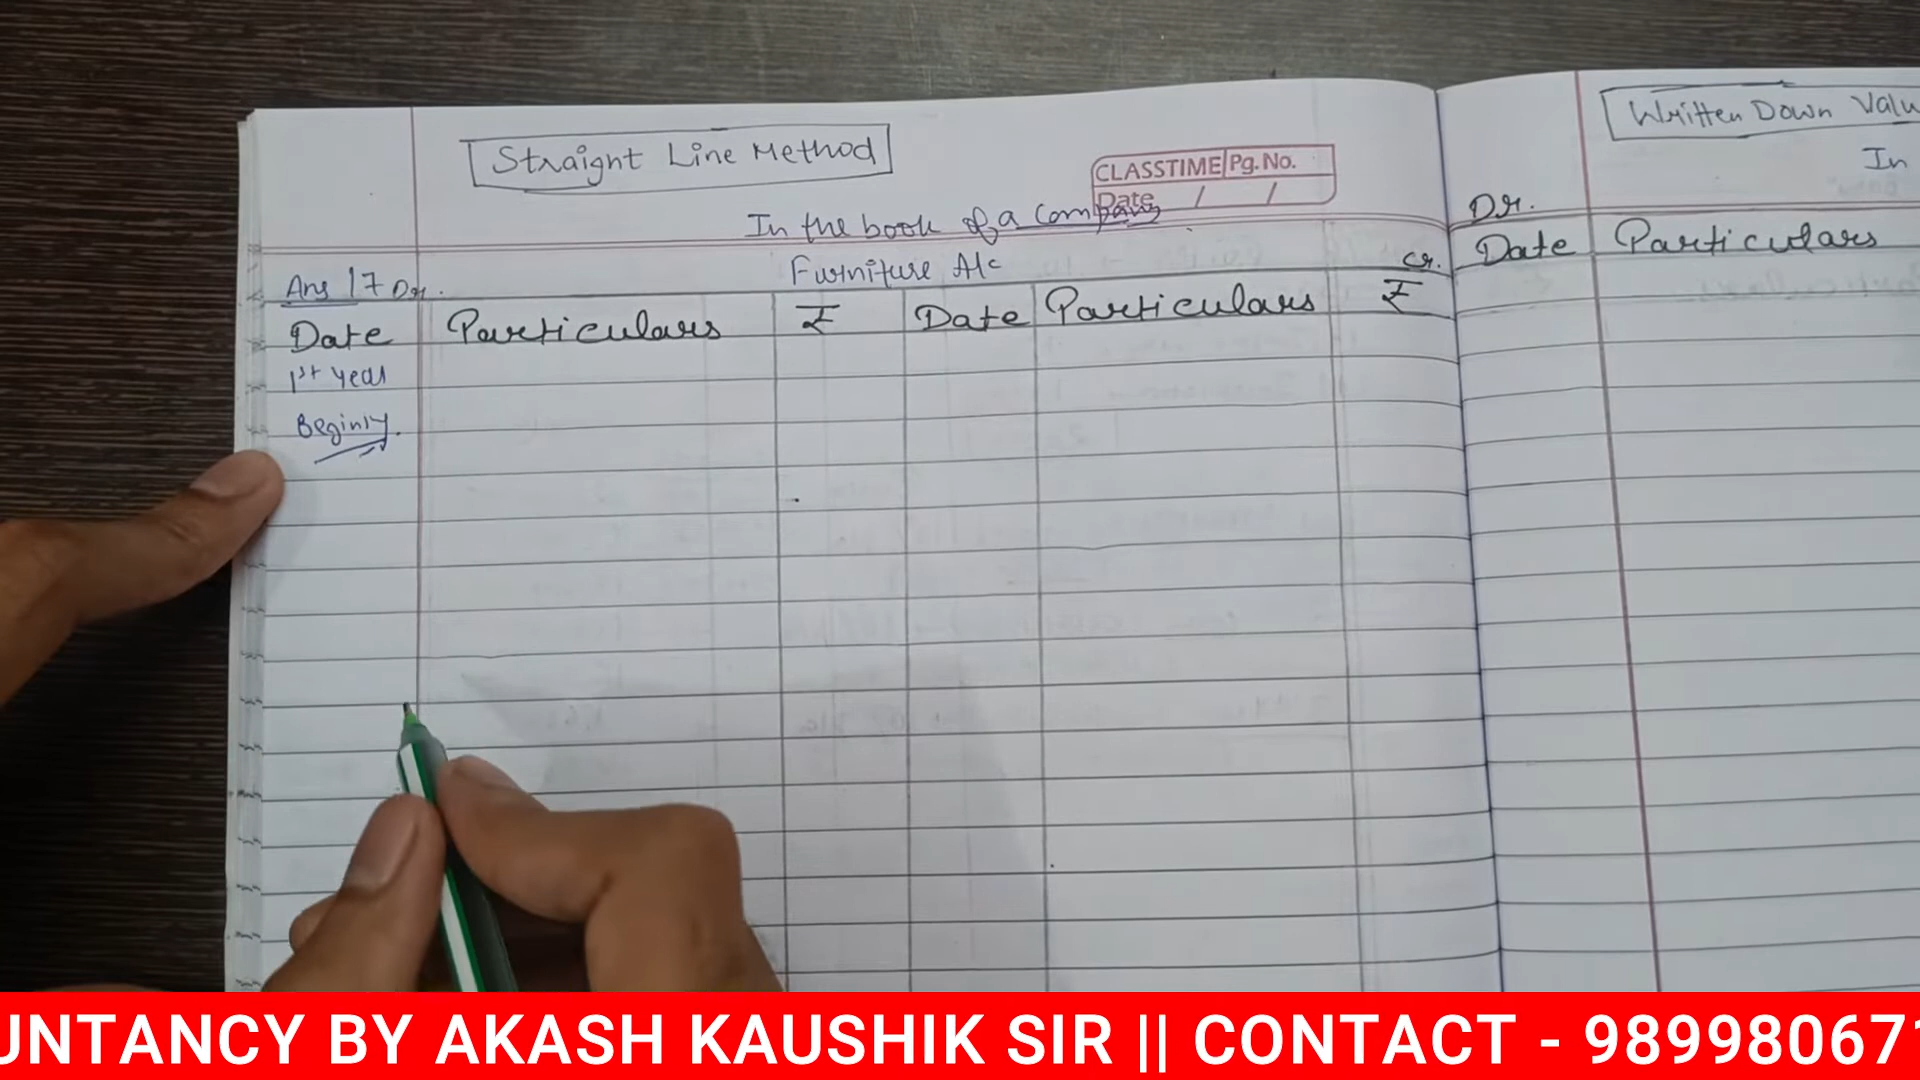 Straight Line Method
CLASSTIME Pg. No.
Date / /
In the book of a Company
Ans 17 Dr. Furniture A/c Cr.
Date Particulars ₹ Date Particulars ₹
1st year
Beginig.
Written Down Valu
In
Dr.
Date Particulars
UNTANCY BY AKASH KAUSHIK SIR || CONTACT - 989980671